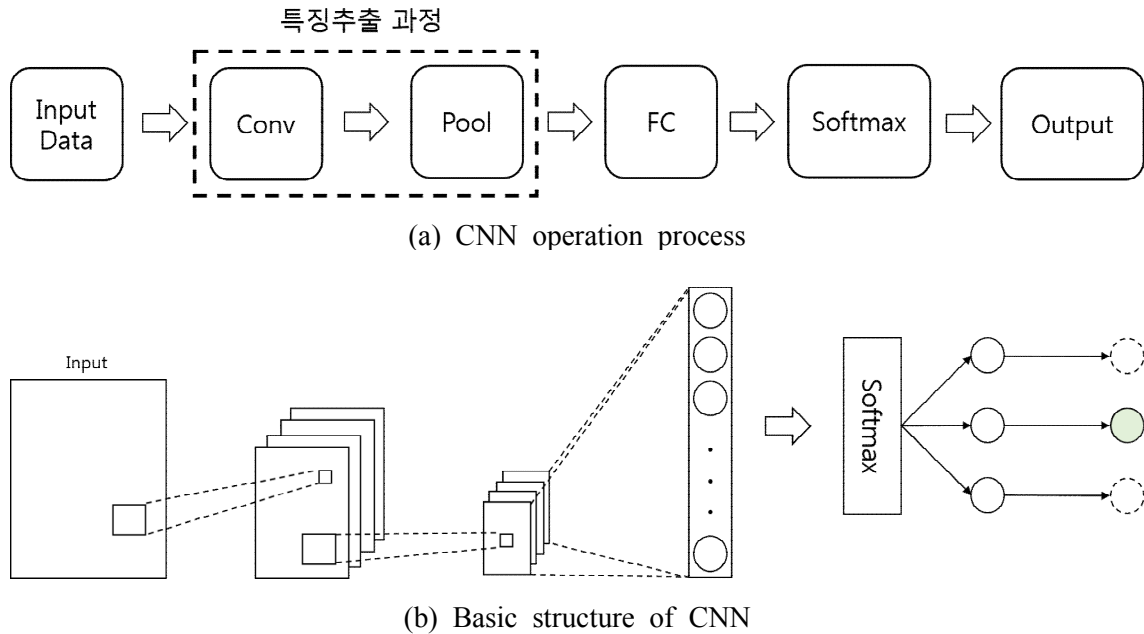 특징추출 과정
Input
Data
Conv
Pool
FC
Softmax
Output
(a) CNN operation process
Input
Softmax
(b) Basic structure of CNN